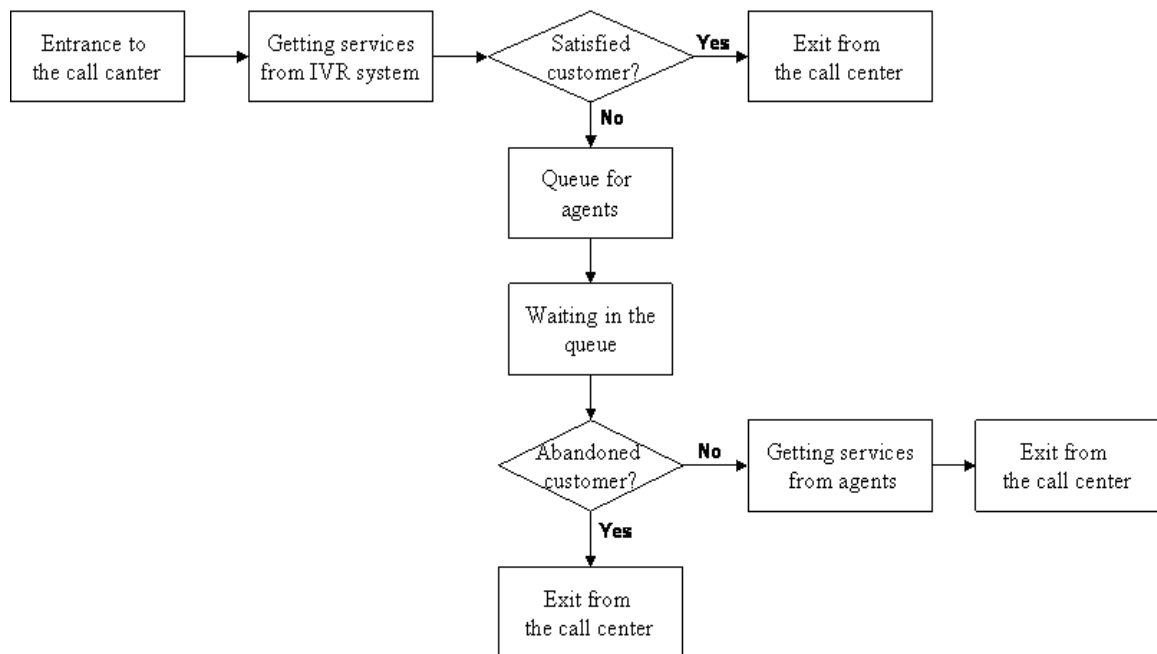 Entrance to
the call canter
Getting services
from IVR system
Satisfied
customer?
Yes
Exit from
the call center
No
Queue for
agents
Waiting in the
queue
Abandoned
customer?
No
Getting services
from agents
Exit from
the call center
Yes
Exit from
the call center